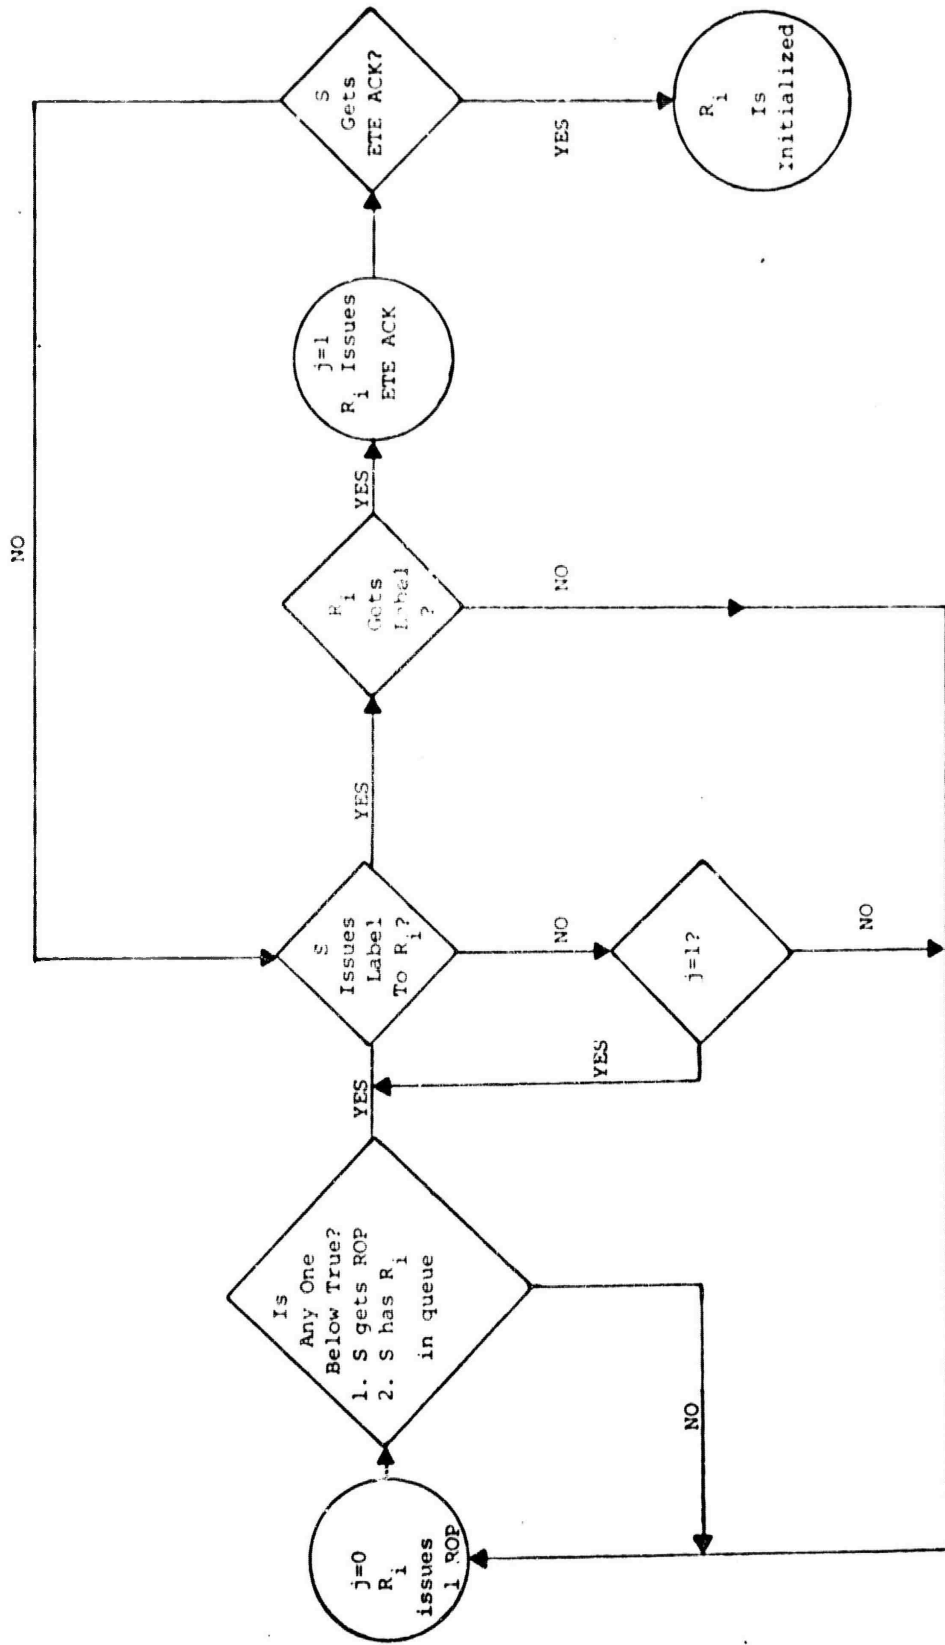 j=0
R i
issues
1 ROP
Is
Any One
Below True?
1. S gets ROP
2. S has R i
in queue
NO
YES
S
Issues
Label
To R i ?
YES
NO
j=1?
YES
NO
R i
Gets
Label
?
YES
NO
j=1
R i Issues
ETE ACK
S
Gets
ETE ACK?
NO
YES
R i
Is
Initialized